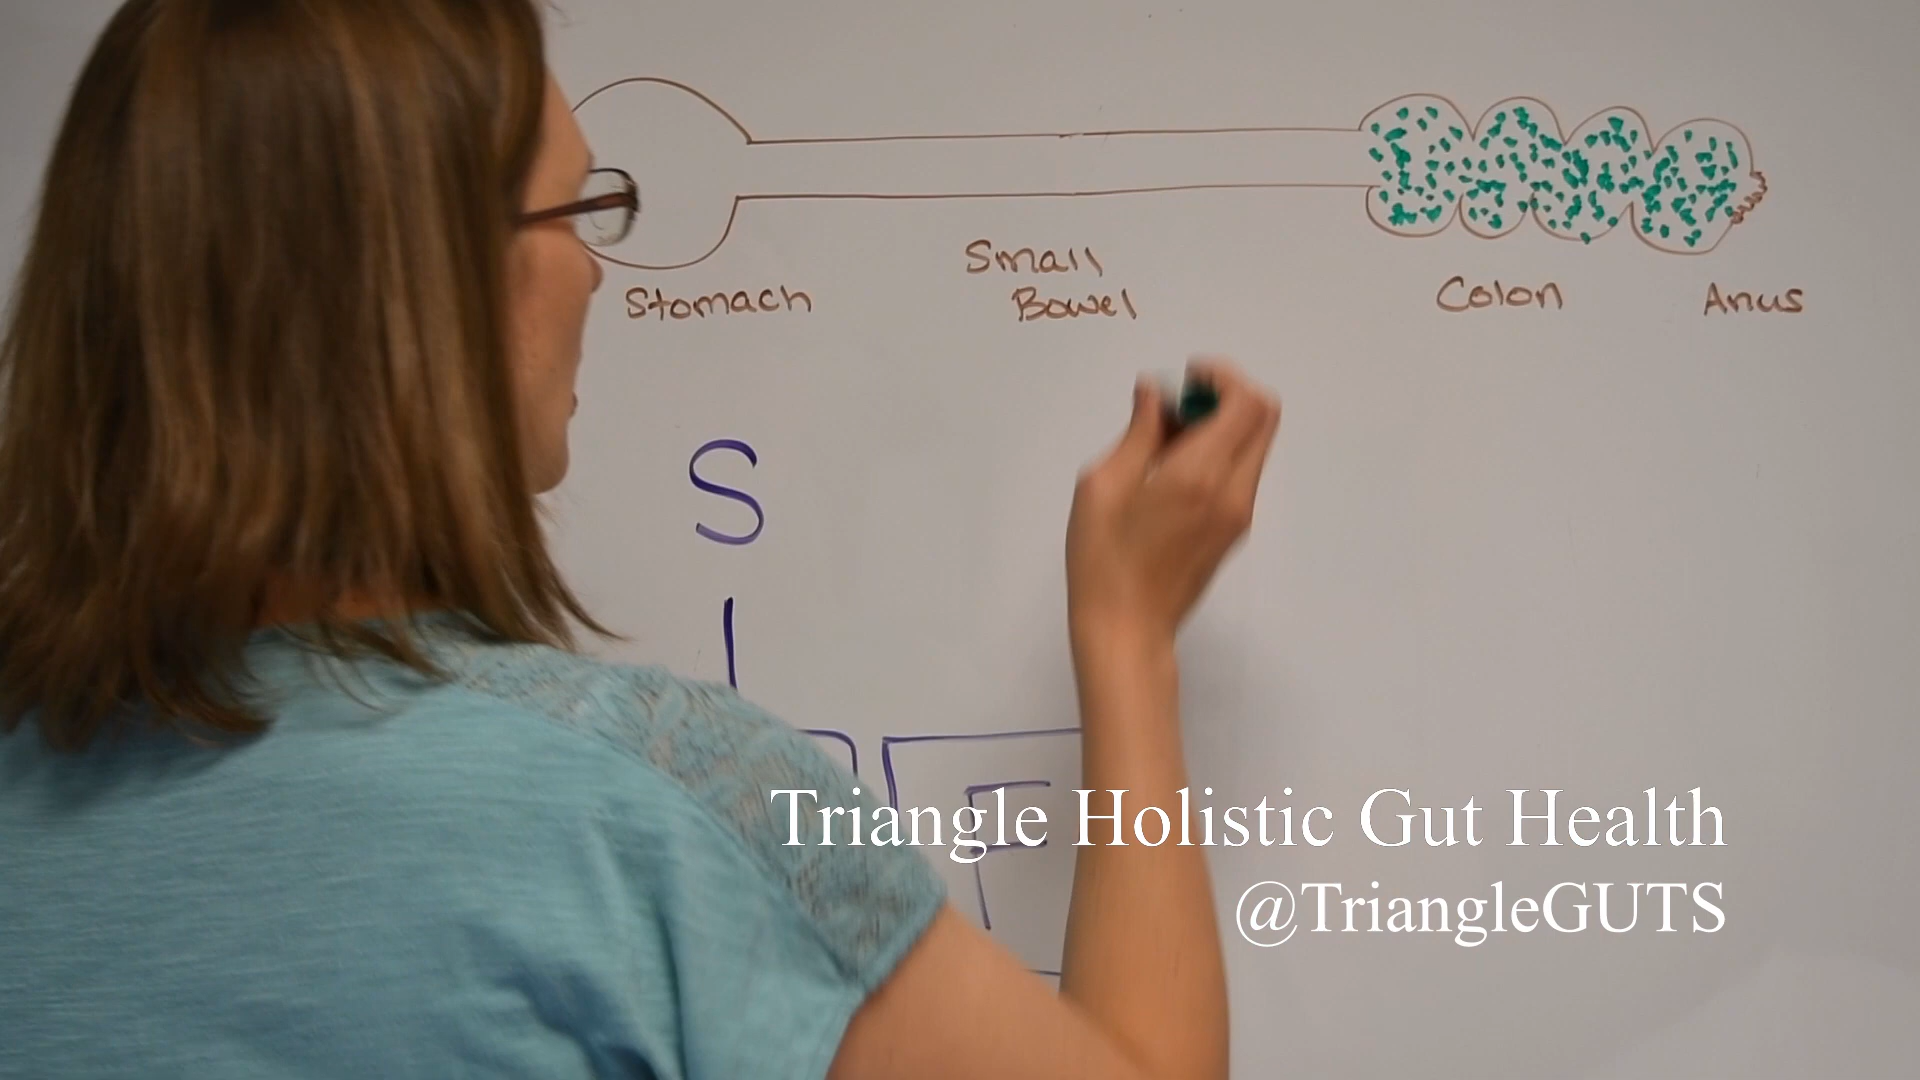 Small
Stomach Bowel Colon Anus
S
I
F
Triangle Holistic Gut Health
@TriangleGUTS